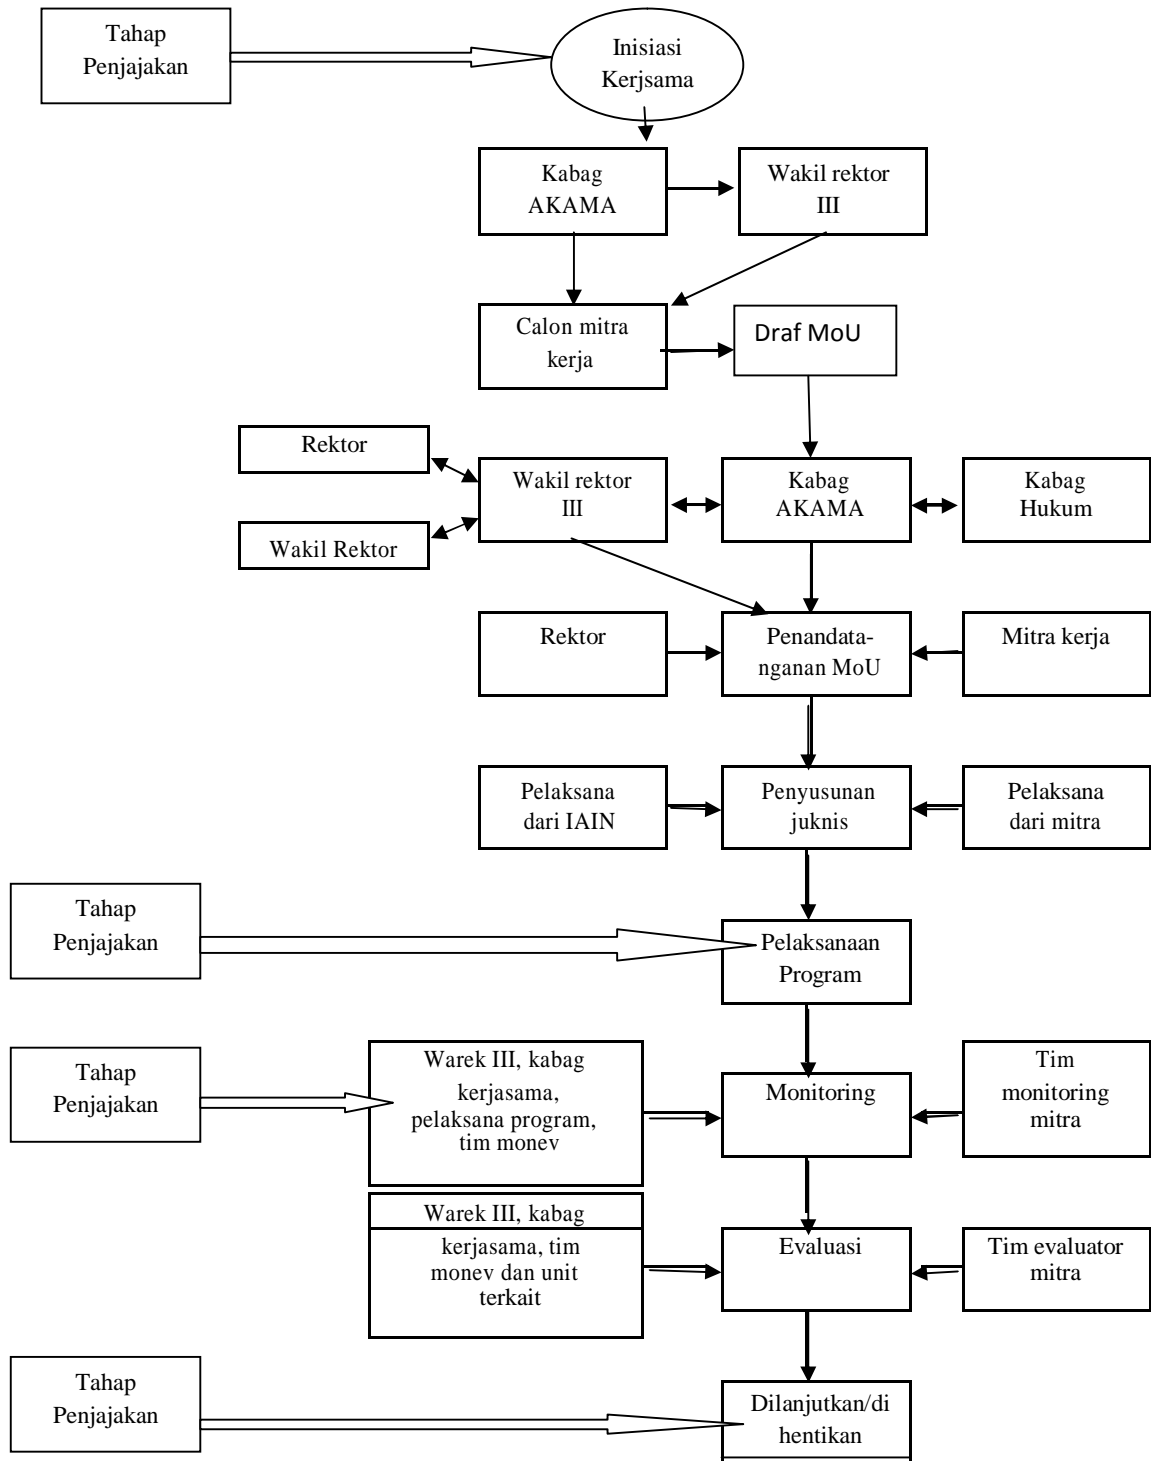 Tahap
Penjajakan
Inisiasi
Kerjsama
Kabag
AKAMA
Wakil rektor
III
Calon mitra
kerja
Draf MoU
Rektor
Wakil Rektor
Wakil rektor
III
Kabag
AKAMA
Kabag
Hukum
Rektor
Penandata-
nganan MoU
Mitra kerja
Pelaksana
dari IAIN
Penyusunan
juknis
Pelaksana
dari mitra
Tahap
Penjajakan
Pelaksanaan
Program
Tahap
Penjajakan
Warek III, kabag
kerjasama,
pelaksana program,
tim monev
Monitoring
Tim
monitoring
mitra
Warek III, kabag
kerjasama, tim
monev dan unit
terkait
Evaluasi
Tim evaluator
mitra
Tahap
Penjajakan
Dilanjutkan/di
hentikan